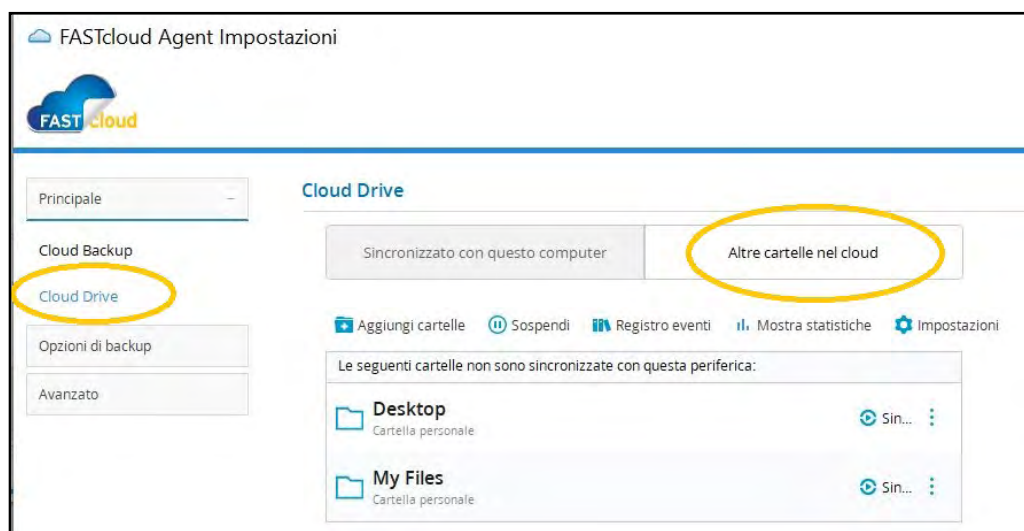 FASTcloud Agent Impostazioni
FAST cloud
Principale
Cloud Backup
Cloud Drive
Opzioni di backup
Avanzato
Cloud Drive
Sincronizzato con questo computer
Altre cartelle nel cloud
Aggiungi cartelle Sospendi Registro eventi Mostra statistiche Impostazioni
Le seguenti cartelle non sono sincronizzate con questa periferica:
Desktop
Cartella personale
Sin...
My Files
Cartella personale
Sin...